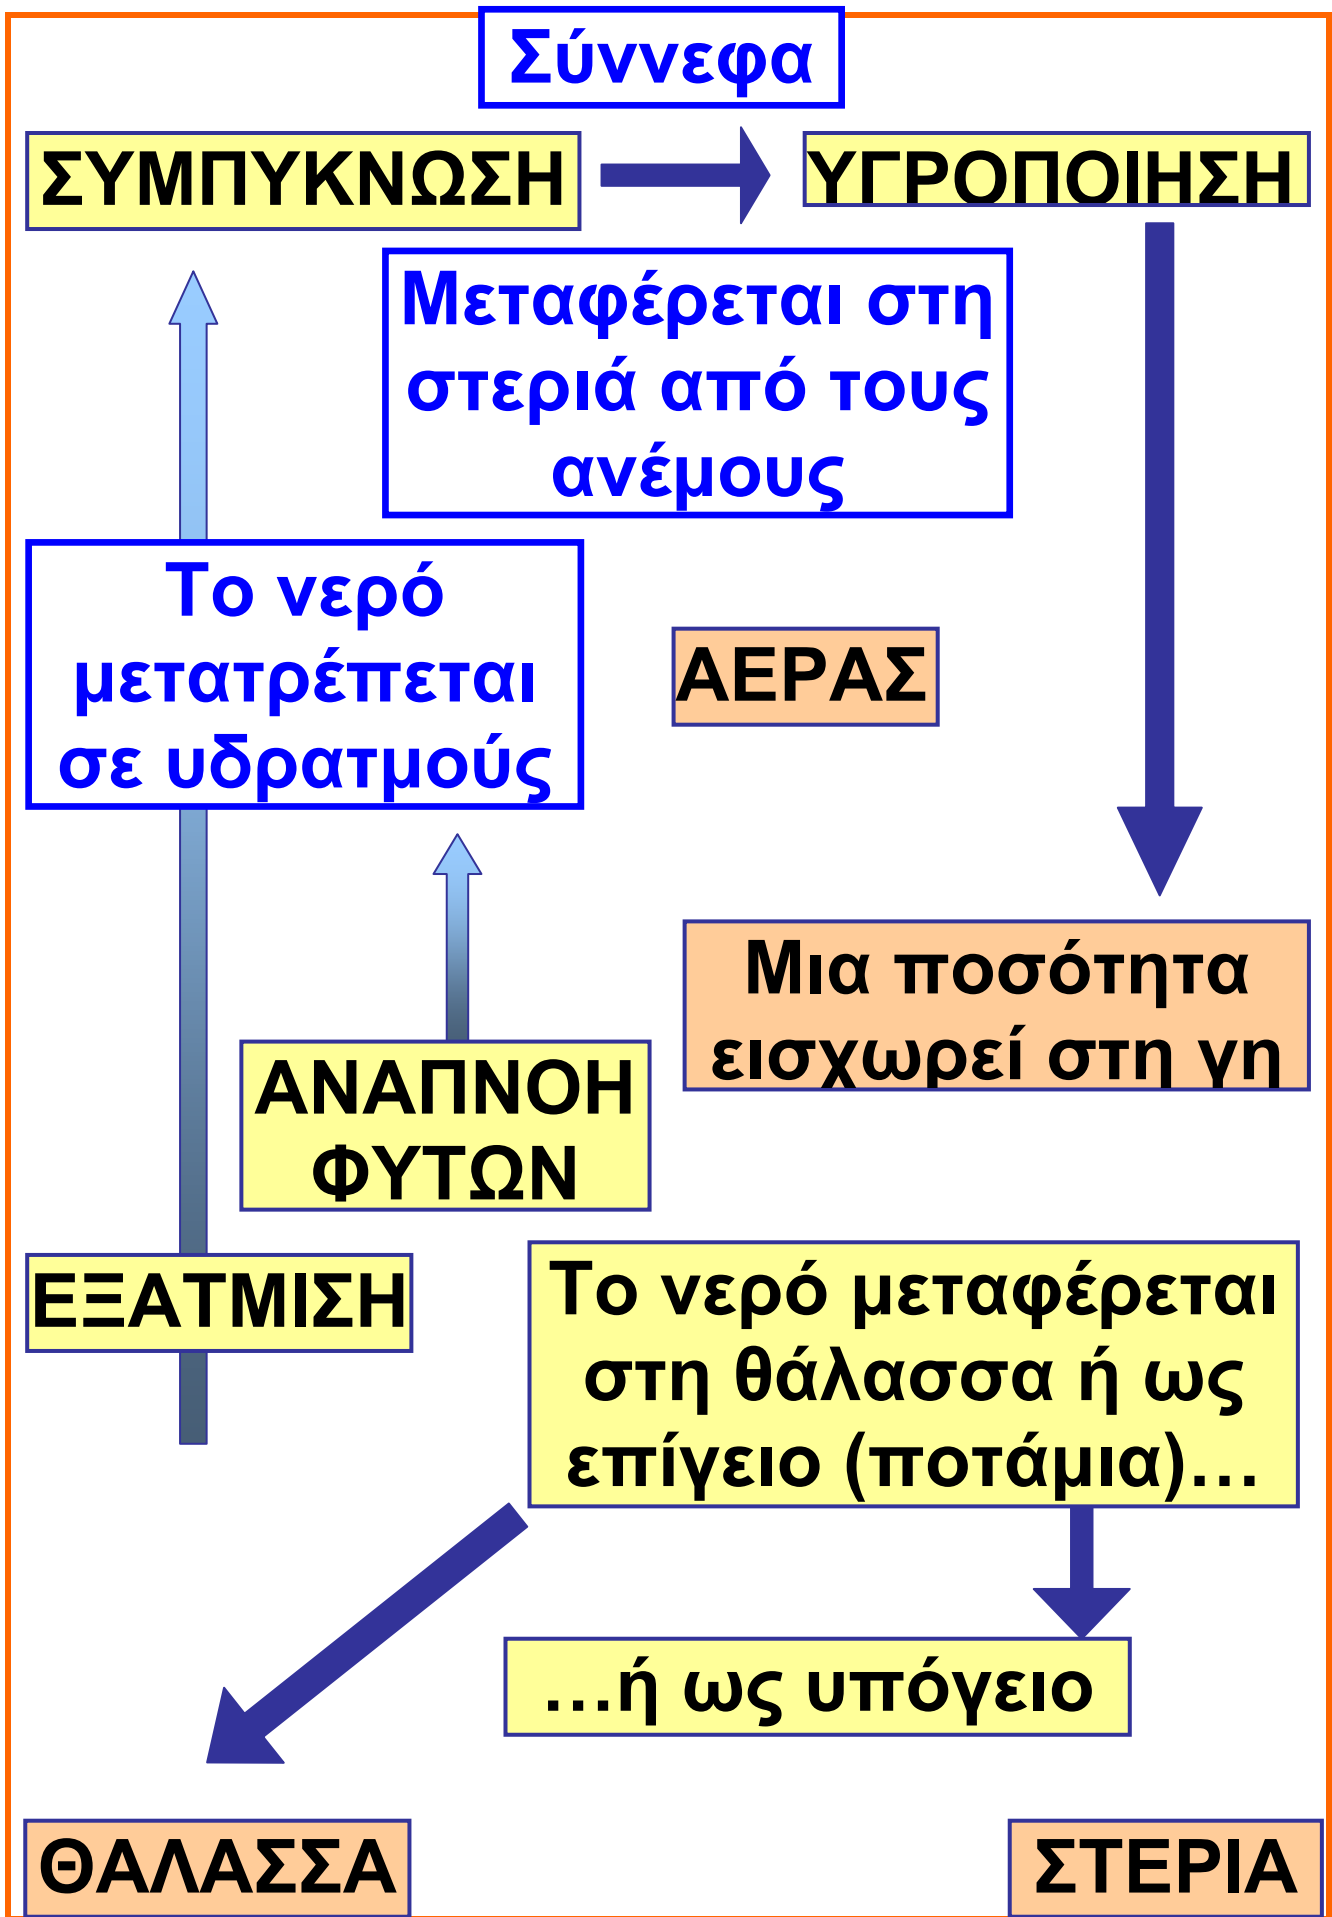 Σύννεφα
ΣΥΜΠΥΚΝΩΣΗ
ΥΓΡΟΠΟΙΗΣΗ
Μεταφέρεται στη
στεριά από τους
ανέμους
Το νερό
μετατρέπεται
σε υδρατμούς
ΑΕΡΑΣ
Μια ποσότητα
εισχωρεί στη γη
ΑΝΑΠΝΟΗ
ΦΥΤΩΝ
ΕΞΑΤΜΙΣΗ
Το νερό μεταφέρεται
στη θάλασσα ή ως
επίγειο (ποτάμια)…
…ή ως υπόγειο
ΘΑΛΑΣΣΑ
ΣΤΕΡΙΑ